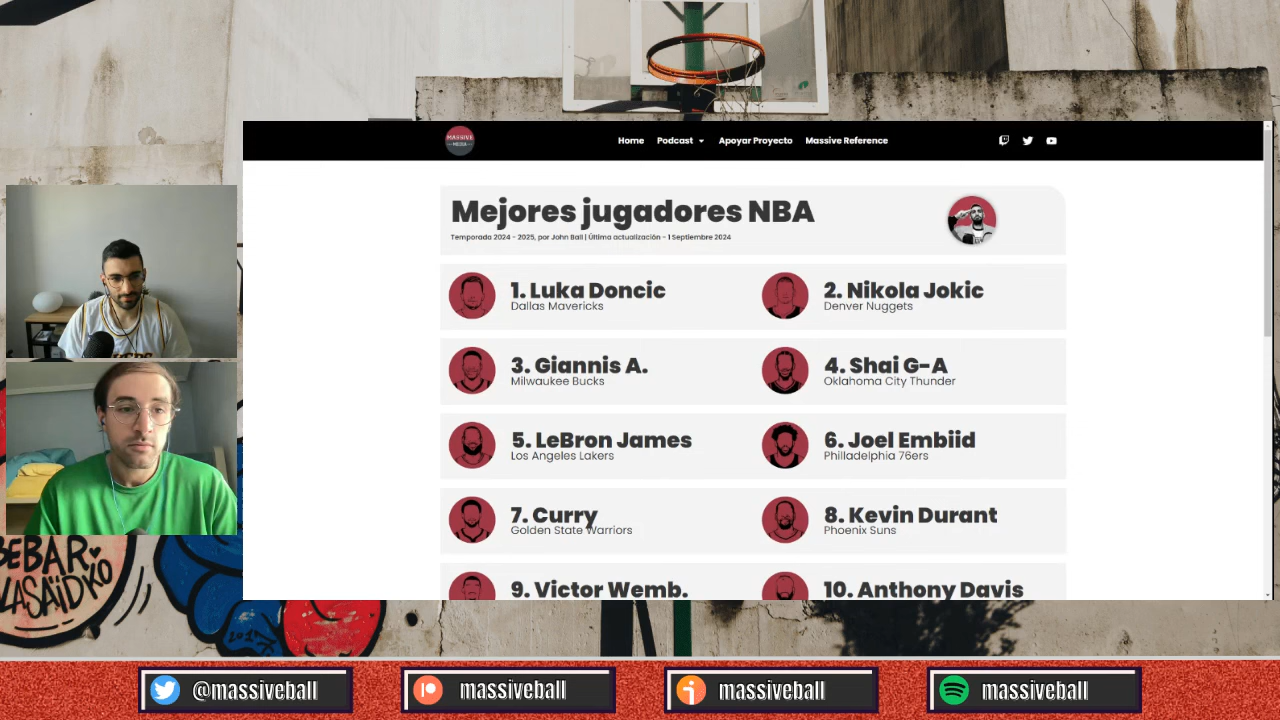 MASSIVE
MEDIA
Home
Podcast
Apoyar Proyecto
Massive Reference
Mejores jugadores NBA
Temporada 2024 - 2025, por John Ball | Última actualización - 1 Septiembre 2024
1. Luka Doncic
Dallas Mavericks
2. Nikola Jokic
Denver Nuggets
3. Giannis A.
Milwaukee Bucks
4. Shai G-A
Oklahoma City Thunder
5. LeBron James
Los Angeles Lakers
6. Joel Embiid
Philadelphia 76ers
7. Curry
Golden State Warriors
8. Kevin Durant
Phoenix Suns
9. Victor Wemb.
10. Anthony Davis
BEBAR
LASAÏDKO
@massiveball
massiveball
massiveball
massiveball